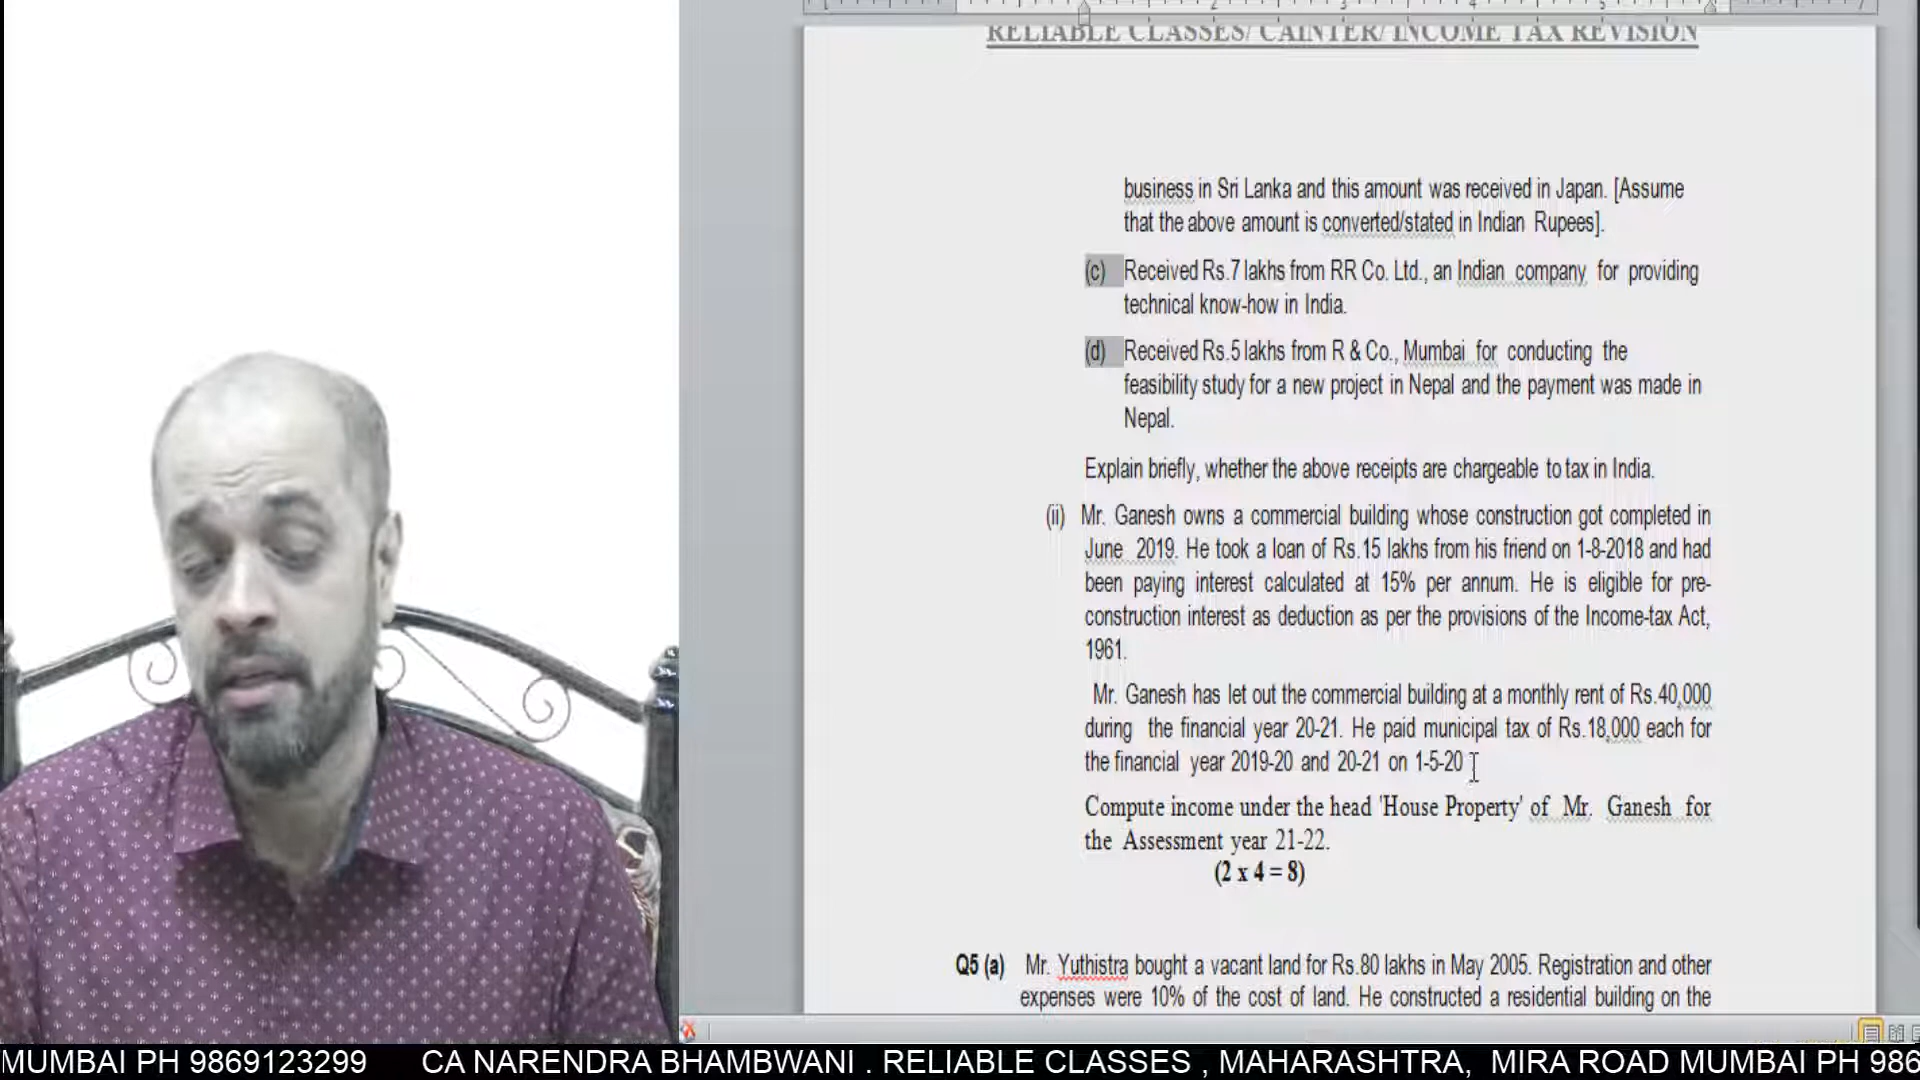 RELIABLE CLASSES/ CAINTER/ INCOME TAX REVISION
business in Sri Lanka and this amount was received in Japan. [Assume
that the above amount is converted/stated in Indian Rupees].
(c) Received Rs.7 lakhs from RR Co. Ltd., an Indian company for providing
technical know-how in India.
(d) Received Rs.5 lakhs from R & Co., Mumbai for conducting the
feasibility study for a new project in Nepal and the payment was made in
Nepal.
Explain briefly, whether the above receipts are chargeable to tax in India.
(ii) Mr. Ganesh owns a commercial building whose construction got completed in
June 2019. He took a loan of Rs.15 lakhs from his friend on 1-8-2018 and had
been paying interest calculated at 15% per annum. He is eligible for pre-
construction interest as deduction as per the provisions of the Income-tax Act,
1961.
Mr. Ganesh has let out the commercial building at a monthly rent of Rs.40,000
during the financial year 20-21. He paid municipal tax of Rs.18,000 each for
the financial year 2019-20 and 20-21 on 1-5-20
Compute income under the head 'House Property' of Mr. Ganesh for
the Assessment year 21-22.
(2 x 4 = 8)
Q5 (a) Mr. Yuthistra bought a vacant land for Rs.80 lakhs in May 2005. Registration and other
expenses were 10% of the cost of land. He constructed a residential building on the
MUMBAI PH 9869123299 CA NARENDRA BHAMBWANI . RELIABLE CLASSES , MAHARASHTRA, MIRA ROAD MUMBAI PH 986